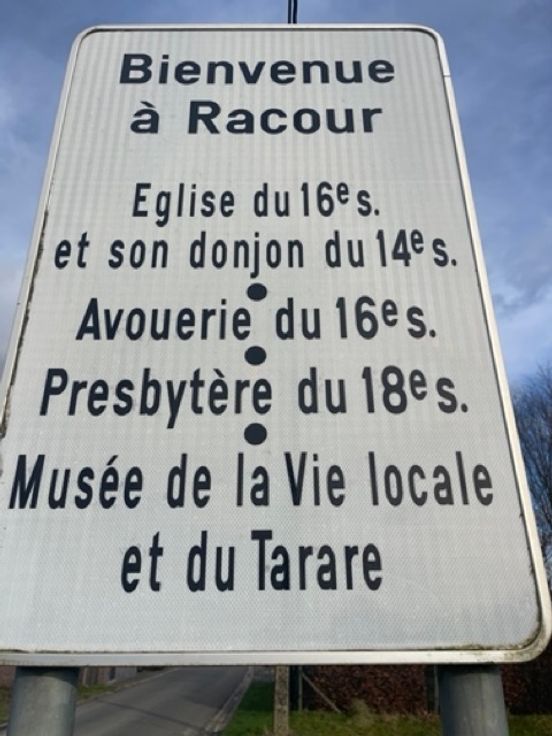 Bienvenue
à Racour
Eglise du 16e s.
et son donjon du 14e s.
•
Avouerie du 16e s.
•
Presbytère du 18e s.
•
Musée de la Vie locale
et du Tarare